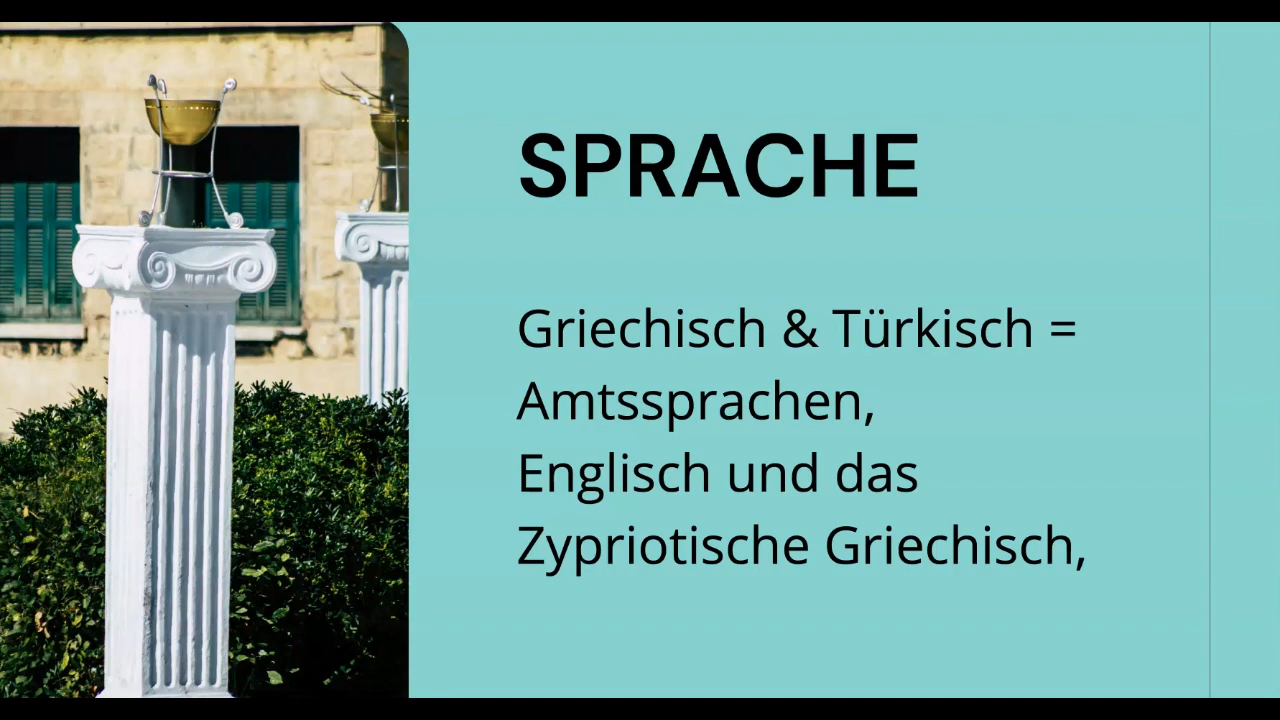 SPRACHE
Griechisch & Türkisch =
Amtssprachen,
Englisch und das
Zypriotische Griechisch,